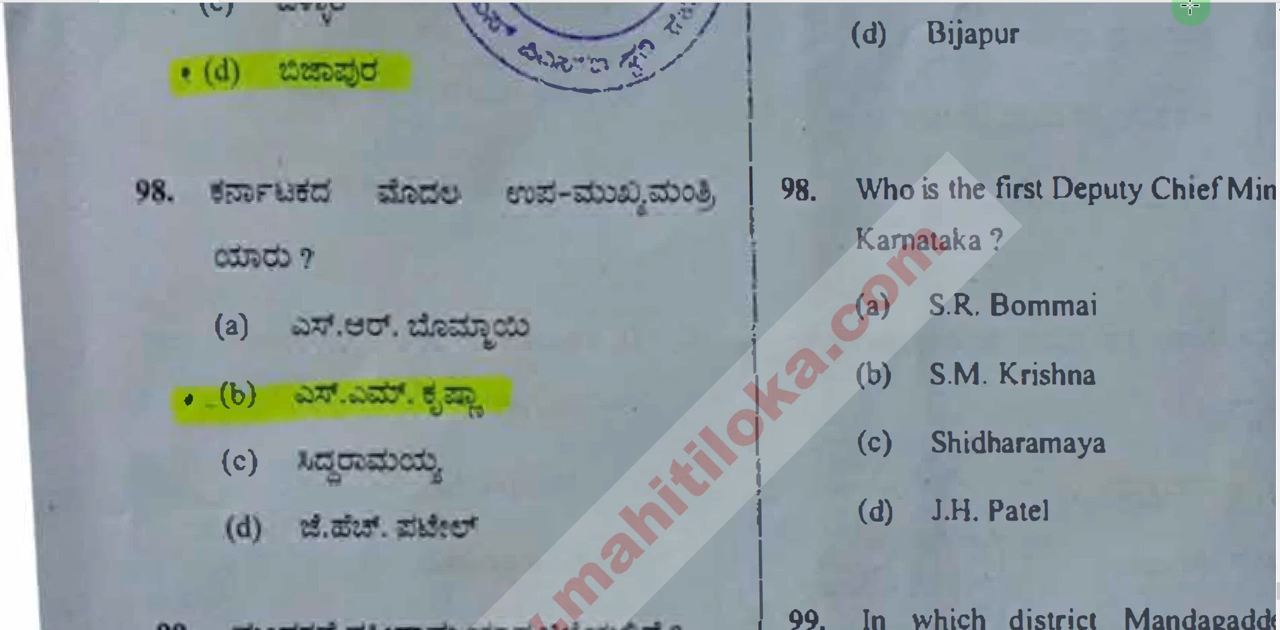 (d) ಬಿಜಾಪುರ
98. ಕರ್ನಾಟಕದ ಮೊದಲ ಉಪ-ಮುಖ್ಯಮಂತ್ರಿ
ಯಾರು ?
(a) ಎಸ್.ಆರ್. ಬೊಮ್ಮಾಯಿ
(b) ಎಸ್.ಎಮ್. ಕೃಷ್ಣಾ
(c) ಸಿದ್ದರಾಮಯ್ಯ
(d) ಜೆ.ಹೆಚ್. ಪಟೇಲ್
(d) Bijapur
98. Who is the first Deputy Chief Min
Karnataka ?
(a) S.R. Bommai
(b) S.M. Krishna
(c) Shidharamaya
(d) J.H. Patel
99. In which district Mandagadde
.mahitiloka.com